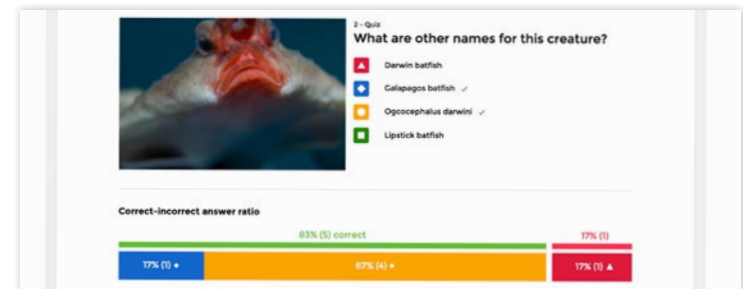 2 - Quiz
What are other names for this creature?
Darwin batfish
Galapagos batfish ✓
Ogcocephalus darwini ✓
Lipstick batfish
Correct-incorrect answer ratio
83% (5) correct
17% (1)
17% (1) ◆
67% (4) ●
17% (1) ▲